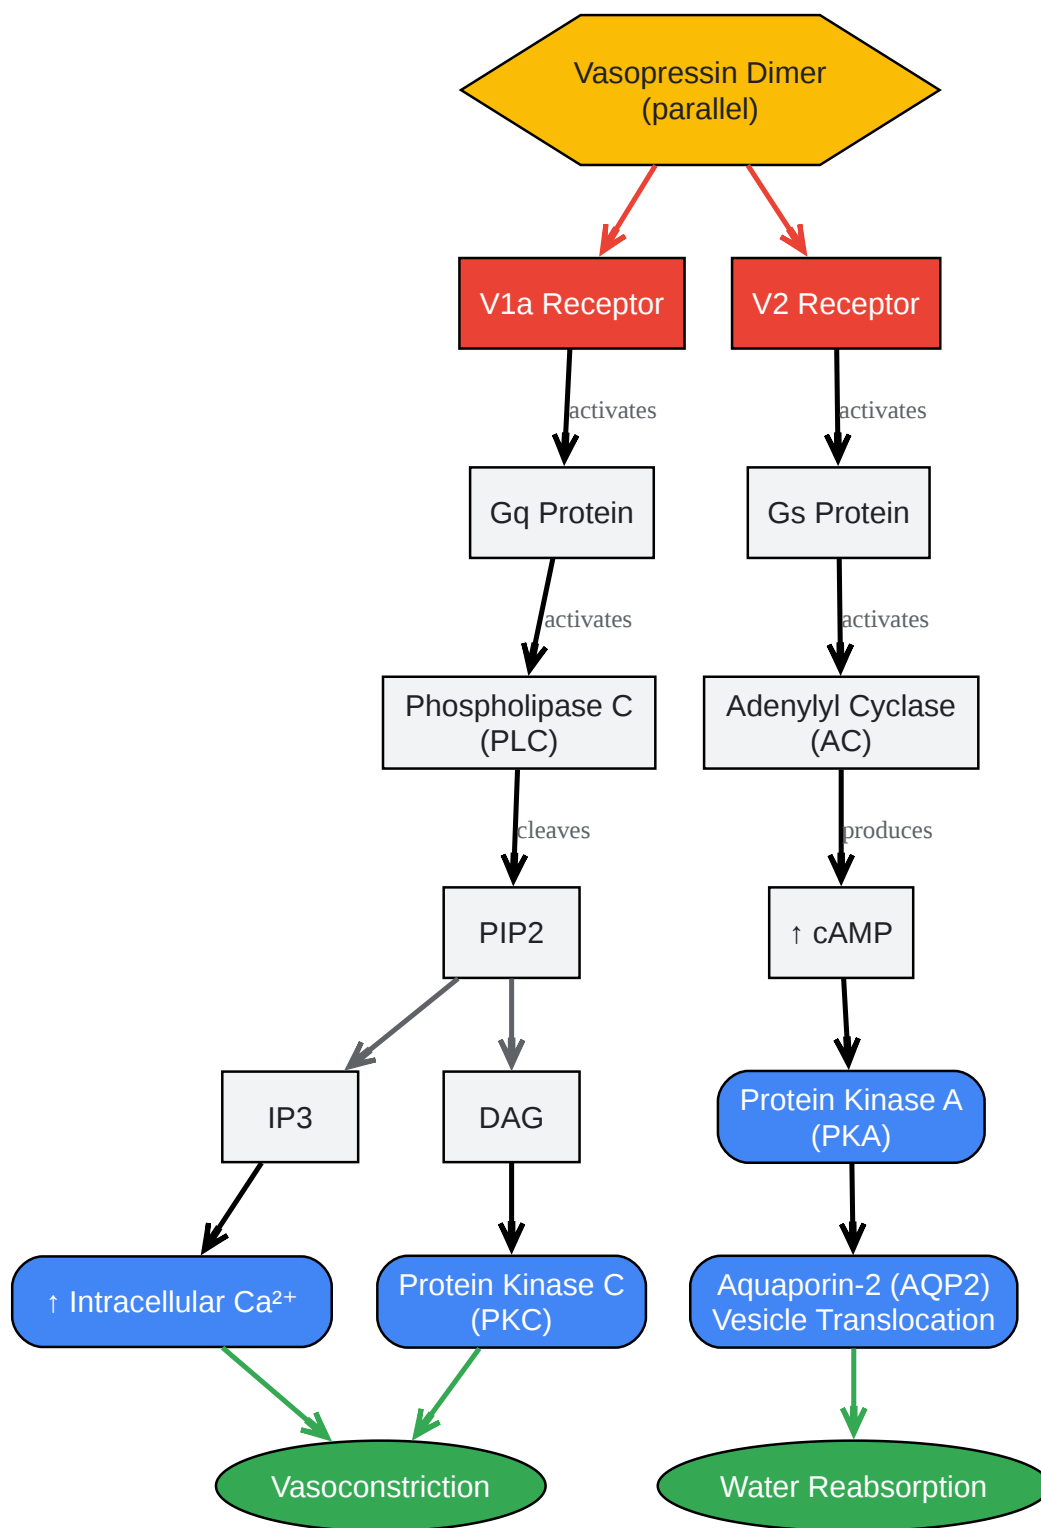 Vasopressin Dimer
(parallel)
V1a Receptor
V2 Receptor
activates
activates
Gq Protein
Gs Protein
activates
activates
Phospholipase C
(PLC)
Adenylyl Cyclase
(AC)
cleaves
produces
PIP2
↑ cAMP
IP3
DAG
Protein Kinase A
(PKA)
↑ Intracellular Ca²⁺
Protein Kinase C
(PKC)
Aquaporin-2 (AQP2)
Vesicle Translocation
Vasoconstriction
Water Reabsorption